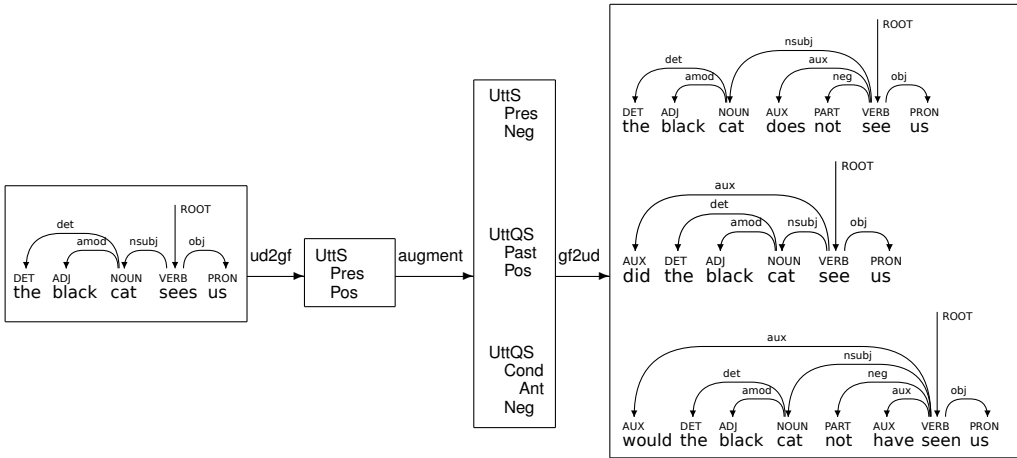 ROOT
det
amod
nsubj
obj
DET ADJ NOUN VERB PRON
the black cat sees us
ud2gf
UttS
Pres
Pos
augment
UttS
Pres
Neg
UttQS
Past
Pos
UttQS
Cond
Ant
Neg
gf2ud
ROOT
nsubj
det
aux
amod
neg
obj
DET ADJ NOUN AUX PART VERB PRON
the black cat does not see us
ROOT
aux
det
amod
nsubj
obj
AUX DET ADJ NOUN VERB PRON
did the black cat see us
ROOT
aux
nsubj
det
neg
amod
aux
obj
AUX DET ADJ NOUN PART AUX VERB PRON
would the black cat not have seen us